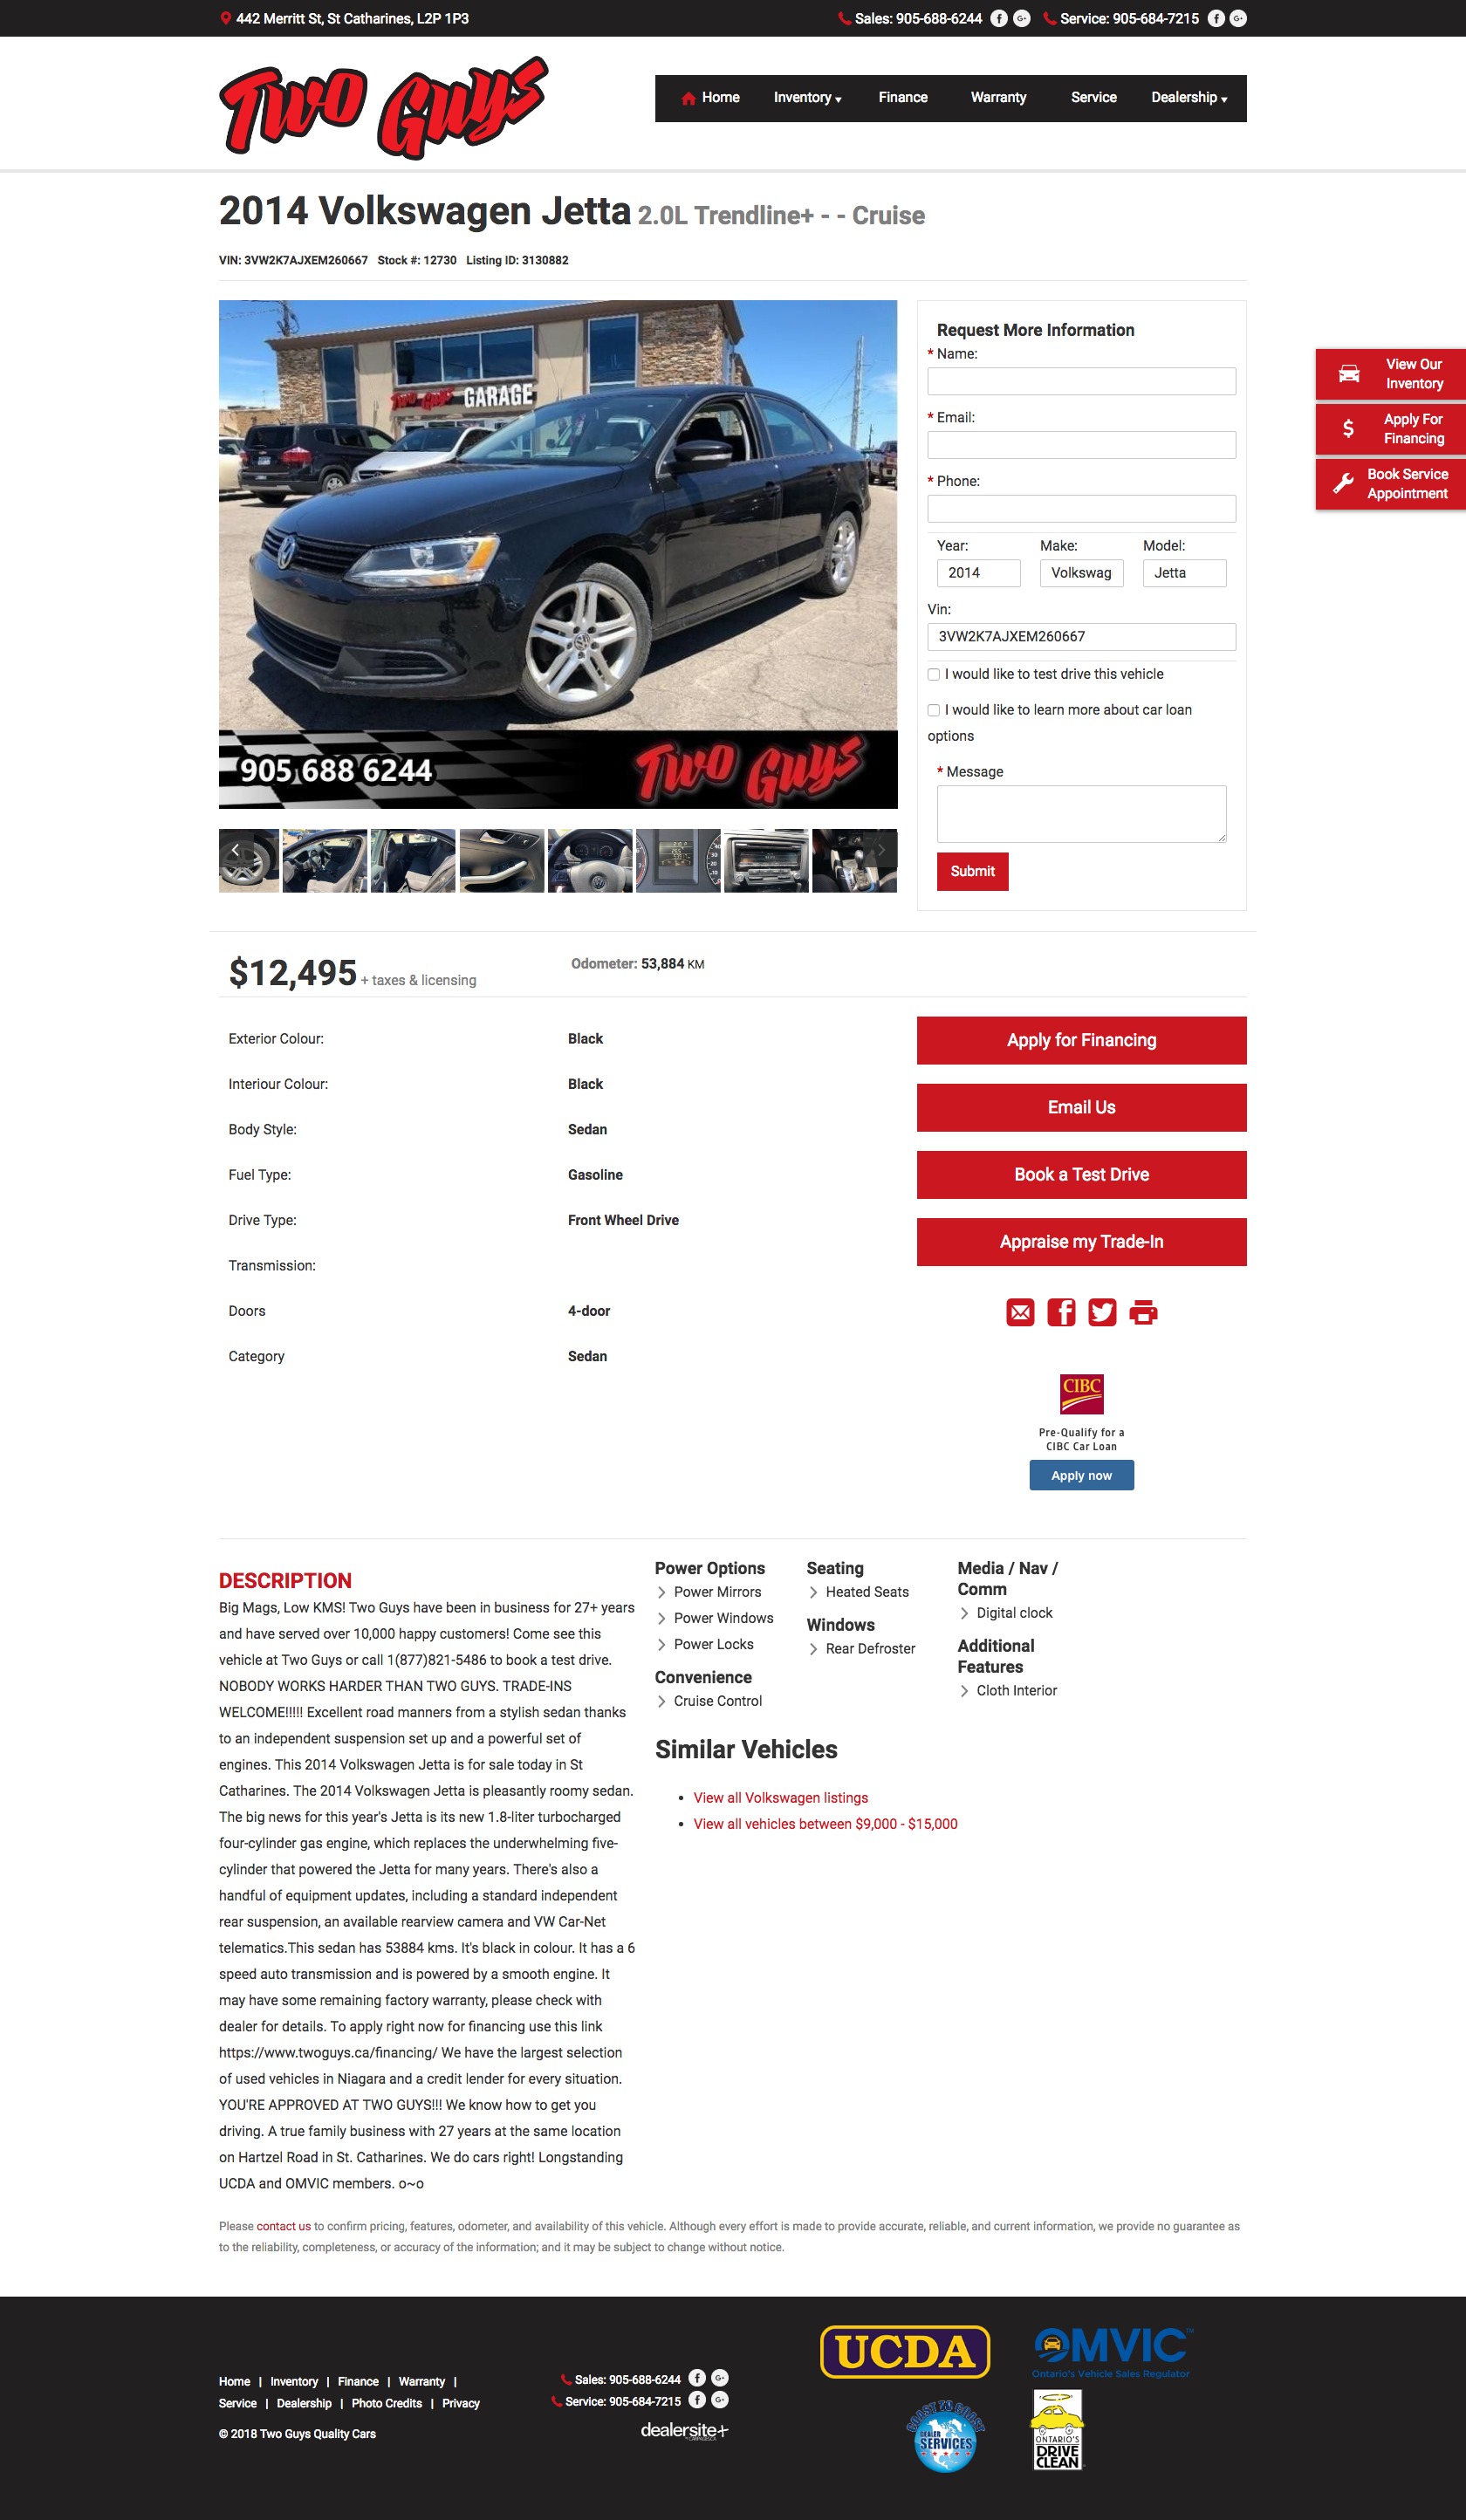 442 Merritt St, St Catharines, L2P 1P3
Sales: 905-688-6244 Service: 905-684-7215
Two Guys
Home Inventory Finance Warranty Service Dealership
2014 Volkswagen Jetta 2.0L Trendline+ - - Cruise
VIN: 3VW2K7AJXEM260667 Stock #: 12730 Listing ID: 3130882
Two Guys GARAGE
905 688 6244 Two Guys
Request More Information
* Name:
* Email:
* Phone:
Year: Make: Model:
2014 Volkswag Jetta
Vin:
3VW2K7AJXEM260667
I would like to test drive this vehicle
I would like to learn more about car loan
options
* Message
Submit
View Our
Inventory
$ Apply For
Financing
Book Service
Appointment
$12,495 + taxes & licensing
Odometer: 53,884 KM
Exterior Colour: Black
Interiour Colour: Black
Body Style: Sedan
Fuel Type: Gasoline
Drive Type: Front Wheel Drive
Transmission:
Doors 4-door
Category Sedan
Apply for Financing
Email Us
Book a Test Drive
Appraise my Trade-In
CIBC
Pre-Qualify for a
CIBC Car Loan
Apply now
DESCRIPTION
Big Mags, Low KMS! Two Guys have been in business for 27+ years
and have served over 10,000 happy customers! Come see this
vehicle at Two Guys or call 1(877)821-5486 to book a test drive.
NOBODY WORKS HARDER THAN TWO GUYS. TRADE-INS
WELCOME!!!!! Excellent road manners from a stylish sedan thanks
to an independent suspension set up and a powerful set of
engines. This 2014 Volkswagen Jetta is for sale today in St
Catharines. The 2014 Volkswagen Jetta is pleasantly roomy sedan.
The big news for this year's Jetta is its new 1.8-liter turbocharged
four-cylinder gas engine, which replaces the underwhelming five-
cylinder that powered the Jetta for many years. There's also a
handful of equipment updates, including a standard independent
rear suspension, an available rearview camera and VW Car-Net
telematics.This sedan has 53884 kms. It's black in colour. It has a 6
speed auto transmission and is powered by a smooth engine. It
may have some remaining factory warranty, please check with
dealer for details. To apply right now for financing use this link
https://www.twoguys.ca/financing/ We have the largest selection
of used vehicles in Niagara and a credit lender for every situation.
YOU'RE APPROVED AT TWO GUYS!!! We know how to get you
driving. A true family business with 27 years at the same location
on Hartzel Road in St. Catharines. We do cars right! Longstanding
UCDA and OMVIC members. o~o
Power Options
Power Mirrors
Power Windows
Power Locks
Convenience
Cruise Control
Seating
Heated Seats
Windows
Rear Defroster
Media / Nav /
Comm
Digital clock
Additional
Features
Cloth Interior
Similar Vehicles
View all Volkswagen listings
View all vehicles between $9,000 - $15,000
Please contact us to confirm pricing, features, odometer, and availability of this vehicle. Although every effort is made to provide accurate, reliable, and current information, we provide no guarantee as
to the reliability, completeness, or accuracy of the information; and it may be subject to change without notice.
Home | Inventory | Finance | Warranty |
Service | Dealership | Photo Credits | Privacy
© 2018 Two Guys Quality Cars
Sales: 905-688-6244
Service: 905-684-7215
dealersite+
UCDA
OMVIC
Ontario's Vehicle Sales Regulator
COAST TO COAST
DEALER
SERVICES
ONTARIO'S
DRIVE
CLEAN